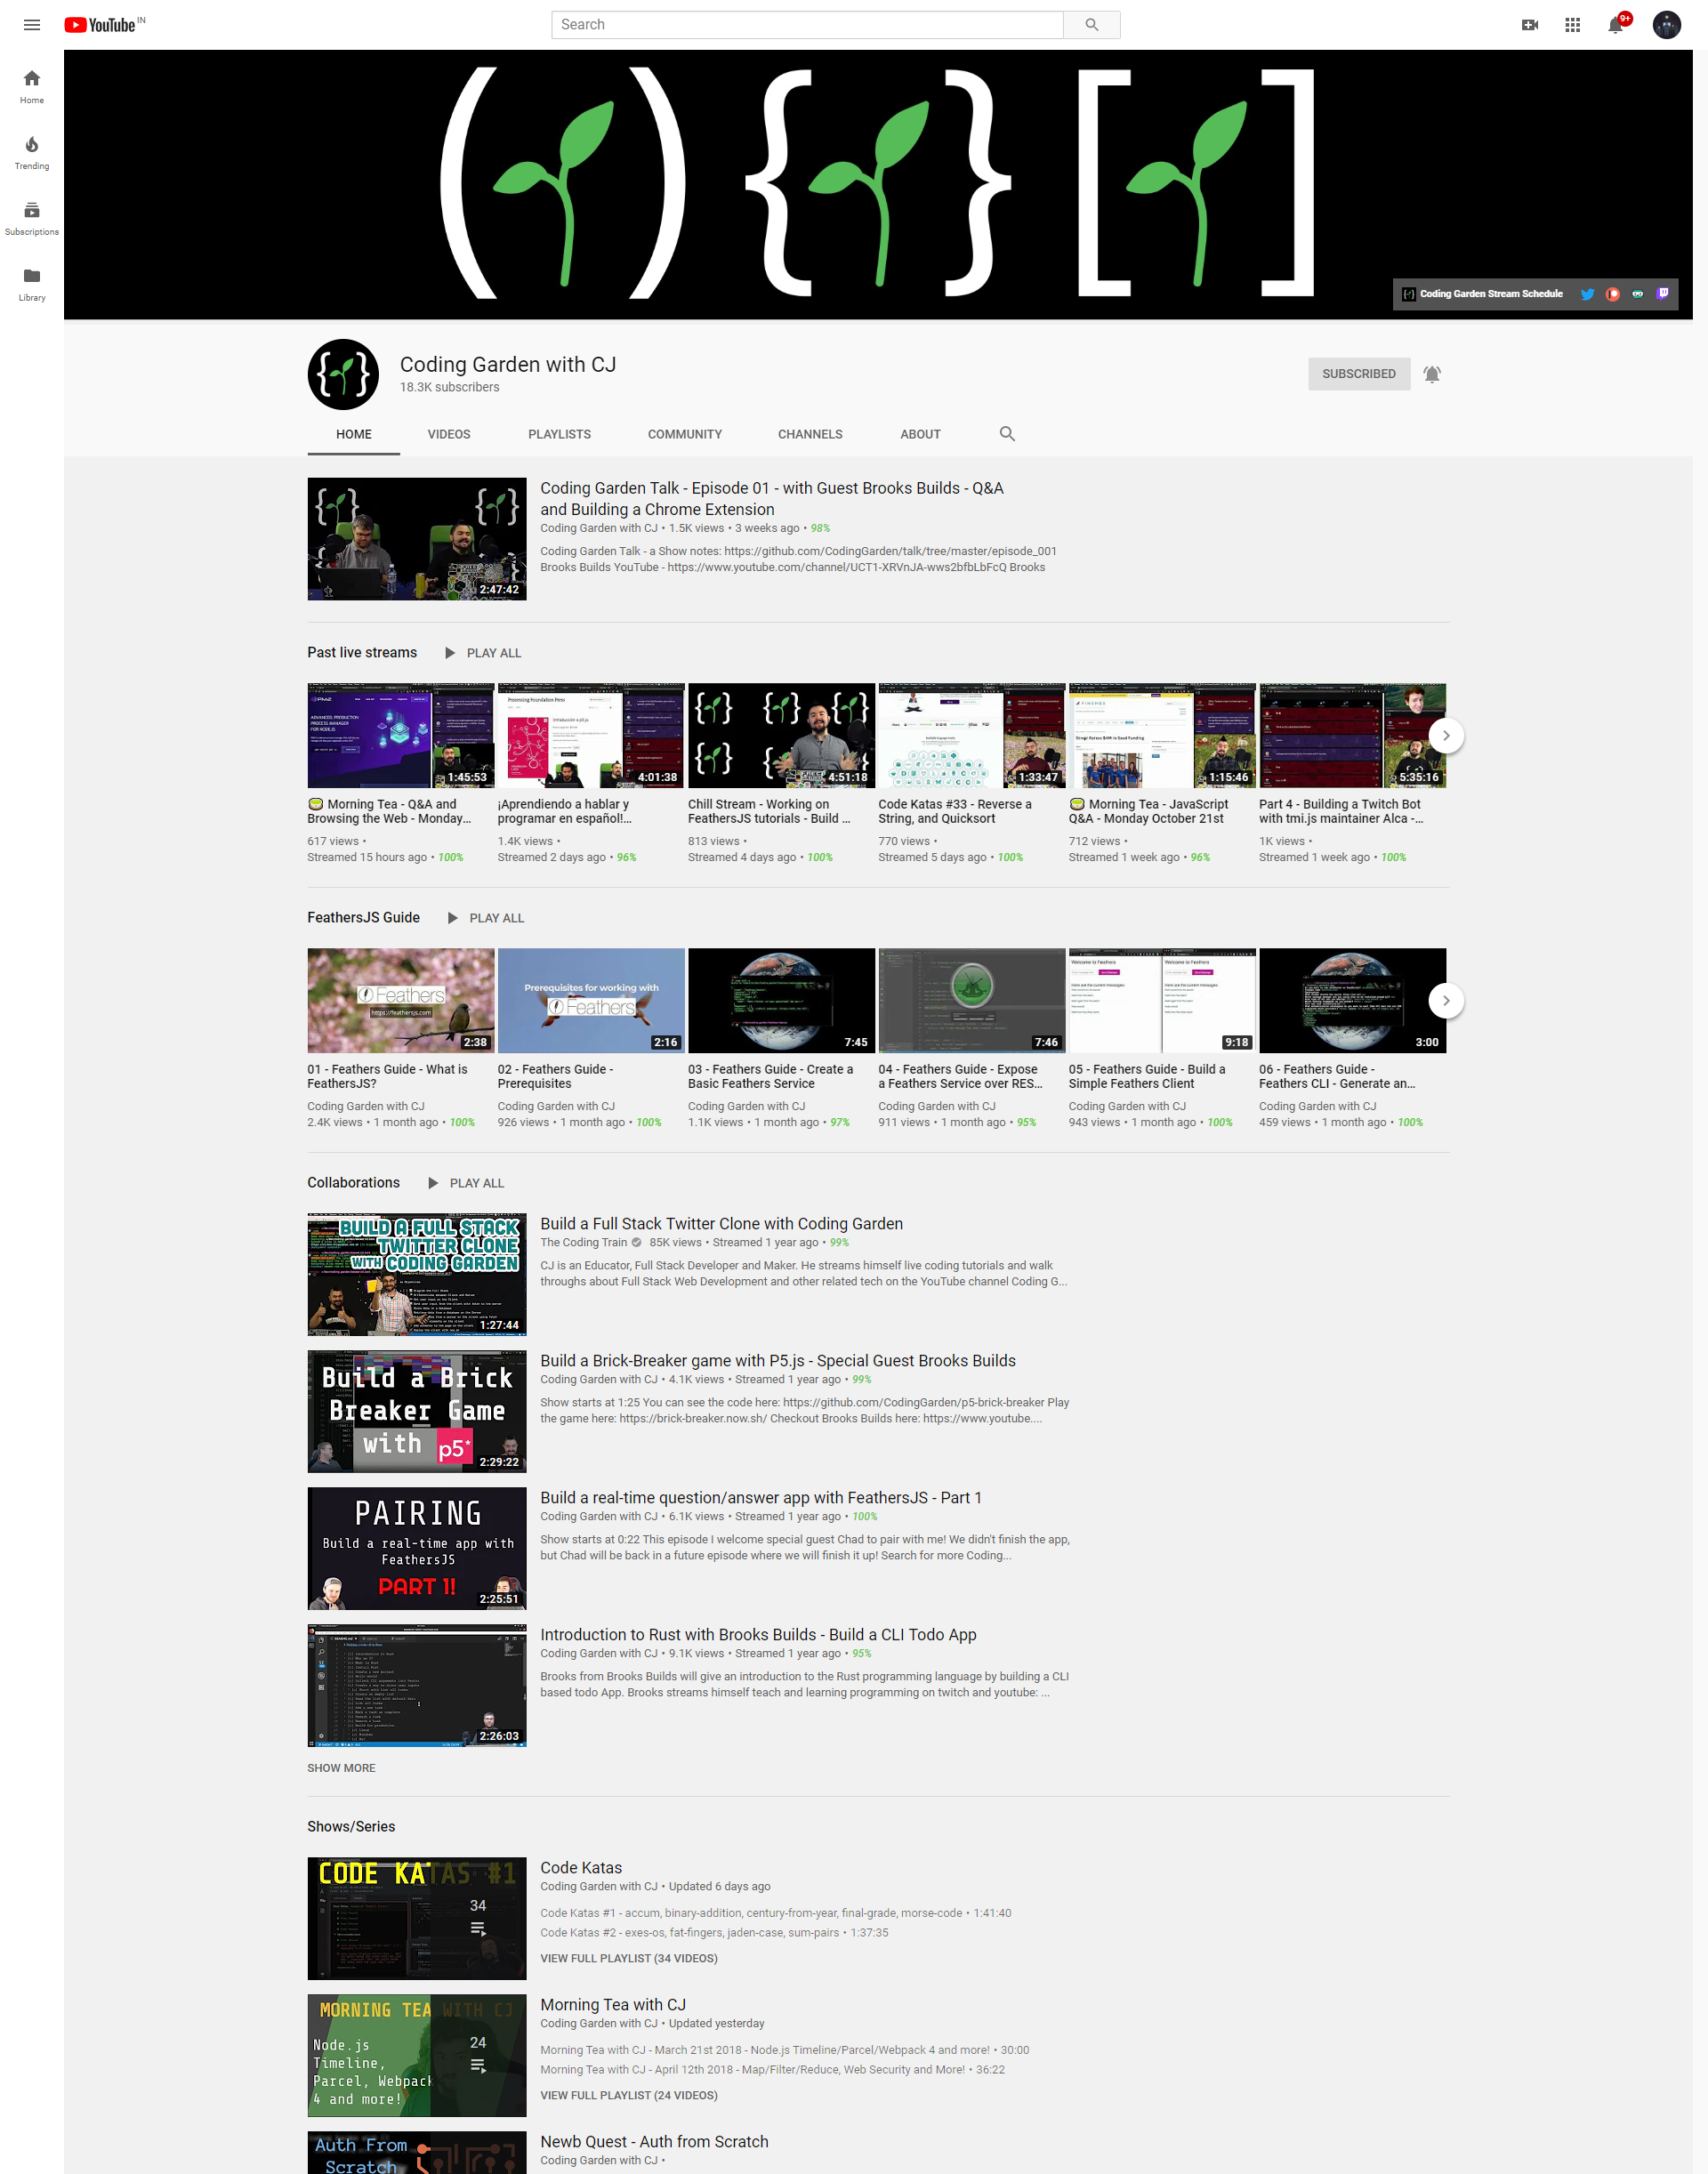 YouTube IN
Search
9+
Home
Trending
Subscriptions
Library
( ) { } [ ]
Coding Garden Stream Schedule
{ }
Coding Garden with CJ
18.3K subscribers
SUBSCRIBED
HOME VIDEOS PLAYLISTS COMMUNITY CHANNELS ABOUT
2:47:42
Coding Garden Talk - Episode 01 - with Guest Brooks Builds - Q&A
and Building a Chrome Extension
Coding Garden with CJ • 1.5K views • 3 weeks ago • 98%
Coding Garden Talk - a Show notes: https://github.com/CodingGarden/talk/tree/master/episode_001
Brooks Builds YouTube - https://www.youtube.com/channel/UCT1-XRVnJA-wws2bfbLbFcQ Brooks
Past live streams PLAY ALL
ADVANCED, PRODUCTION
PROCESS MANAGER
FOR NODE.JS
1:45:53
🍵 Morning Tea - Q&A and
Browsing the Web - Monday...
617 views •
Streamed 15 hours ago • 100%
Processing Foundation Press
4:01:38
¡Aprendiendo a hablar y
programar en español!...
1.4K views •
Streamed 2 days ago • 96%
4:51:18
Chill Stream - Working on
FeathersJS tutorials - Build ...
813 views •
Streamed 4 days ago • 100%
1:33:47
Code Katas #33 - Reverse a
String, and Quicksort
770 views •
Streamed 5 days ago • 100%
1:15:46
🍵 Morning Tea - JavaScript
Q&A - Monday October 21st
712 views •
Streamed 1 week ago • 96%
5:35:16
Part 4 - Building a Twitch Bot
with tmi.js maintainer Alca -...
1K views •
Streamed 1 week ago • 100%
FeathersJS Guide PLAY ALL
Feathers
https://feathersjs.com
2:38
01 - Feathers Guide - What is
FeathersJS?
Coding Garden with CJ
2.4K views • 1 month ago • 100%
Prerequisites for working with
Feathers
2:16
02 - Feathers Guide -
Prerequisites
Coding Garden with CJ
926 views • 1 month ago • 100%
7:45
03 - Feathers Guide - Create a
Basic Feathers Service
Coding Garden with CJ
1.1K views • 1 month ago • 97%
7:46
04 - Feathers Guide - Expose
a Feathers Service over RES...
Coding Garden with CJ
911 views • 1 month ago • 95%
Welcome to Feathers Welcome to Feathers
Here are the current messages: Here are the current messages:
9:18
05 - Feathers Guide - Build a
Simple Feathers Client
Coding Garden with CJ
943 views • 1 month ago • 100%
3:00
06 - Feathers Guide -
Feathers CLI - Generate an...
Coding Garden with CJ
459 views • 1 month ago • 100%
Collaborations PLAY ALL
BUILD A FULL STACK
TWITTER CLONE
WITH CODING GARDEN
1:27:44
Build a Full Stack Twitter Clone with Coding Garden
The Coding Train 85K views • Streamed 1 year ago • 99%
CJ is an Educator, Full Stack Developer and Maker. He streams himself live coding tutorials and walk
throughs about Full Stack Web Development and other related tech on the YouTube channel Coding G...
Build a Brick
Breaker Game
with p5*
2:29:22
Build a Brick-Breaker game with P5.js - Special Guest Brooks Builds
Coding Garden with CJ • 4.1K views • Streamed 1 year ago • 99%
Show starts at 1:25 You can see the code here: https://github.com/CodingGarden/p5-brick-breaker Play
the game here: https://brick-breaker.now.sh/ Checkout Brooks Builds here: https://www.youtube....
PAIRING
Build a real-time app with
FeathersJS
PART 1!
2:25:51
Build a real-time question/answer app with FeathersJS - Part 1
Coding Garden with CJ • 6.1K views • Streamed 1 year ago • 100%
Show starts at 0:22 This episode I welcome special guest Chad to pair with me! We didn't finish the app,
but Chad will be back in a future episode where we will finish it up! Search for more Coding...
2:26:03
Introduction to Rust with Brooks Builds - Build a CLI Todo App
Coding Garden with CJ • 9.1K views • Streamed 1 year ago • 95%
Brooks from Brooks Builds will give an introduction to the Rust programming language by building a CLI
based todo App. Brooks streams himself teach and learning programming on twitch and youtube: ...
SHOW MORE
Shows/Series
CODE KATAS #1
34
Code Katas
Coding Garden with CJ • Updated 6 days ago
Code Katas #1 - accum, binary-addition, century-from-year, final-grade, morse-code • 1:41:40
Code Katas #2 - exes-os, fat-fingers, jaden-case, sum-pairs • 1:37:35
VIEW FULL PLAYLIST (34 VIDEOS)
MORNING TEA WITH CJ
Node.js
Timeline,
Parcel, Webpack
4 and more!
24
Morning Tea with CJ
Coding Garden with CJ • Updated yesterday
Morning Tea with CJ - March 21st 2018 - Node.js Timeline/Parcel/Webpack 4 and more! • 30:00
Morning Tea with CJ - April 12th 2018 - Map/Filter/Reduce, Web Security and More! • 36:22
VIEW FULL PLAYLIST (24 VIDEOS)
Auth From
Scratch
Newb Quest - Auth from Scratch
Coding Garden with CJ •